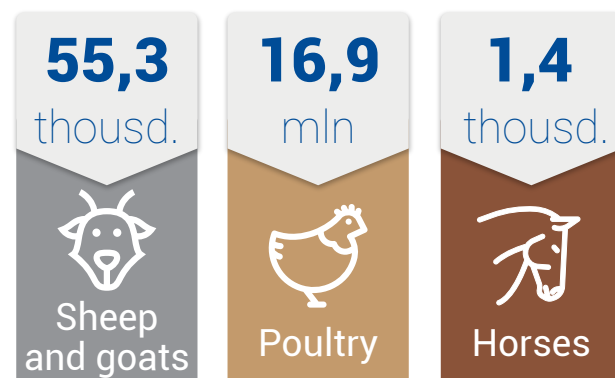 55,3
thousd.
Sheep
and goats
16,9
mln
Poultry
1,4
thousd.
Horses